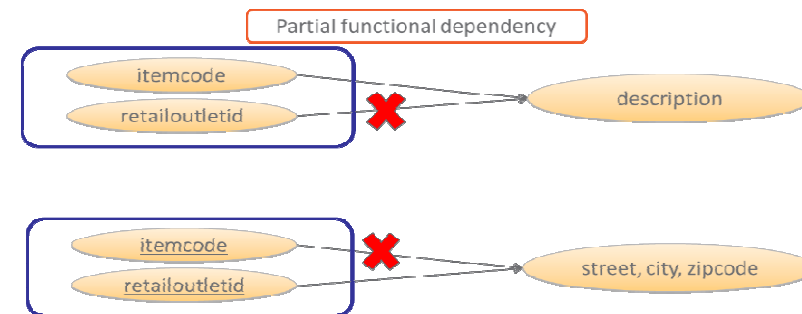 Partial functional dependency
itemcode
retailoutletid
description
itemcode
retailoutletid
street, city, zipcode